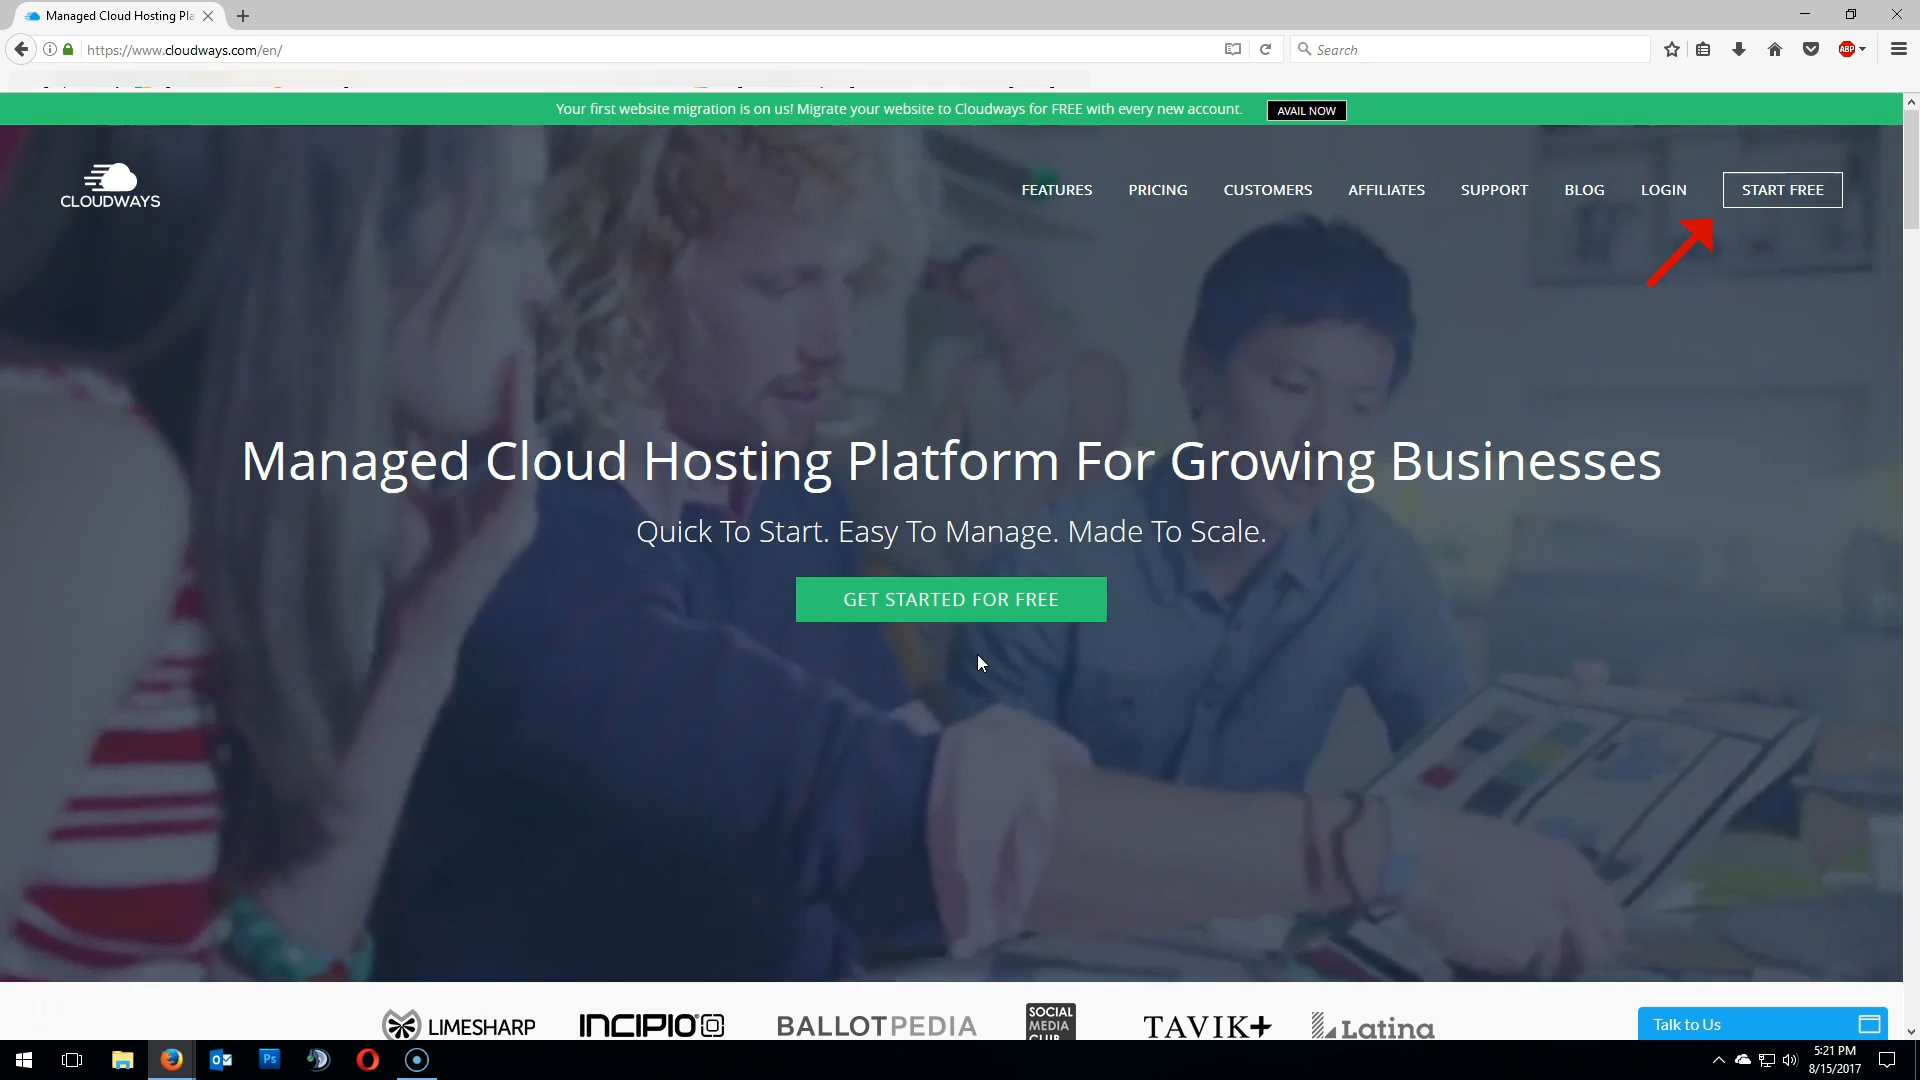 Managed Cloud Hosting Pla
https://www.cloudways.com/en/
Search
ABP
Your first website migration is on us! Migrate your website to Cloudways for FREE with every new account.
AVAIL NOW
CLOUDWAYS
FEATURES
PRICING
CUSTOMERS
AFFILIATES
SUPPORT
BLOG
LOGIN
START FREE
Managed Cloud Hosting Platform For Growing Businesses
Quick To Start. Easy To Manage. Made To Scale.
GET STARTED FOR FREE
LIMESHARP
INCIPIO
BALLOTPEDIA
SOCIAL
MEDIA
CLUB
TAVIK+
Latina
Talk to Us
Ps
5:21 PM
8/15/2017